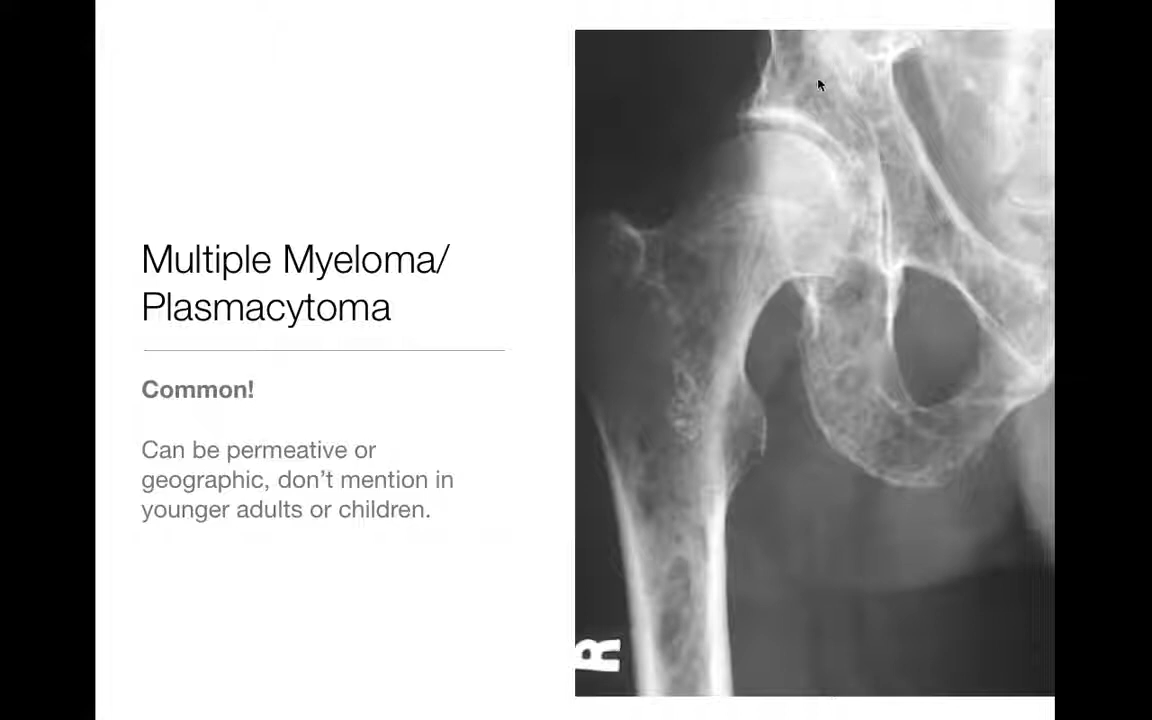 Multiple Myeloma/
Plasmacytoma
Common!
Can be permeative or
geographic, don’t mention in
younger adults or children.
R